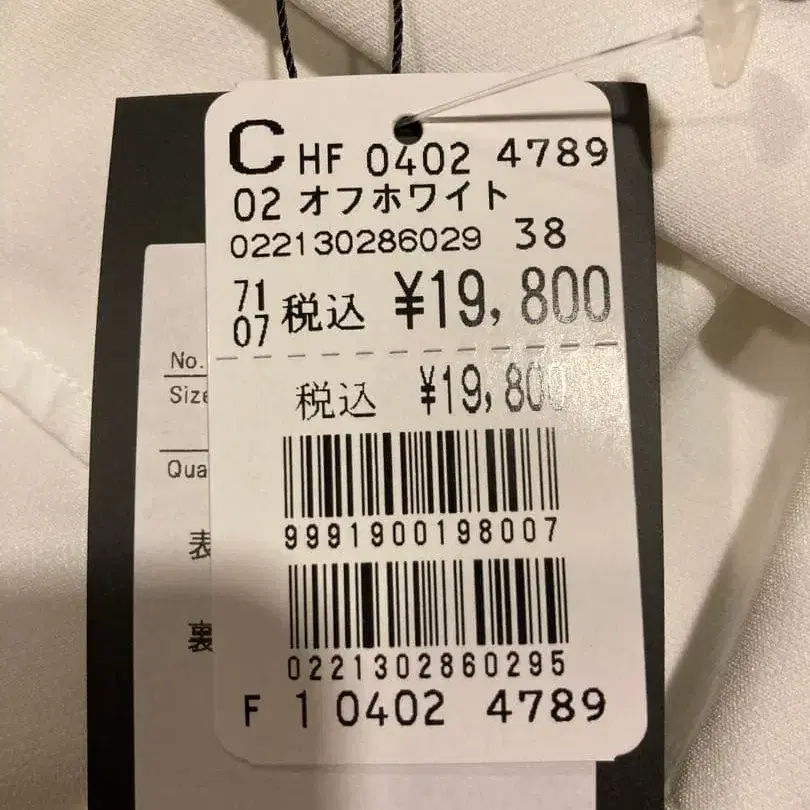 C HF 0402 4789
02 オフホワイト
022130286029 38
71
07 税込 ¥19,800
税込 ¥19,800
9991900198007
0221302860295
F 1 0402 4789
No.
Size
Qua
表
裏